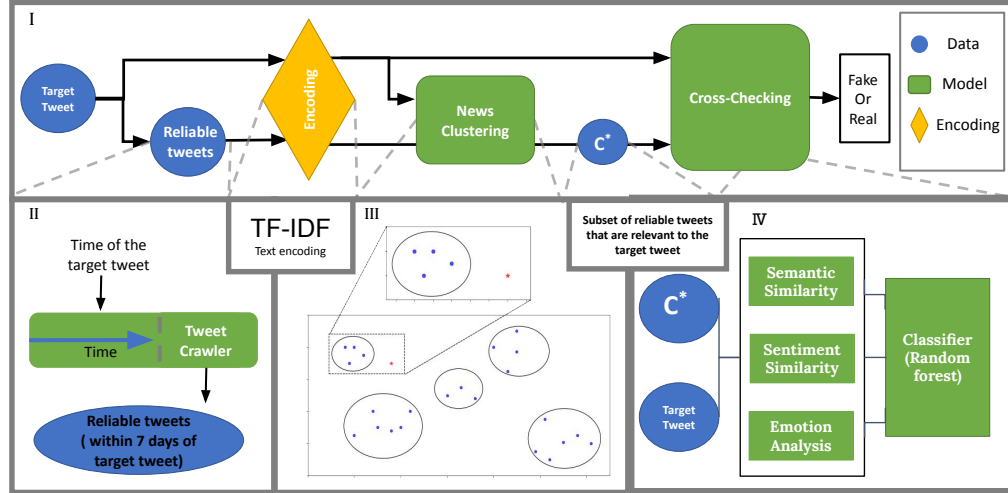 I
Target
Tweet
Reliable
tweets
Encoding
News
Clustering
C*
Cross-Checking
Fake
Or
Real
Data
Model
Encoding
II
Time of the
target tweet
Time
Tweet
Crawler
Reliable tweets
( within 7 days of
target tweet)
TF-IDF
Text encoding
III
Subset of reliable tweets
that are relevant to the
target tweet
IV
C*
Target
Tweet
Semantic
Similarity
Sentiment
Similarity
Emotion
Analysis
Classifier
(Random
forest)